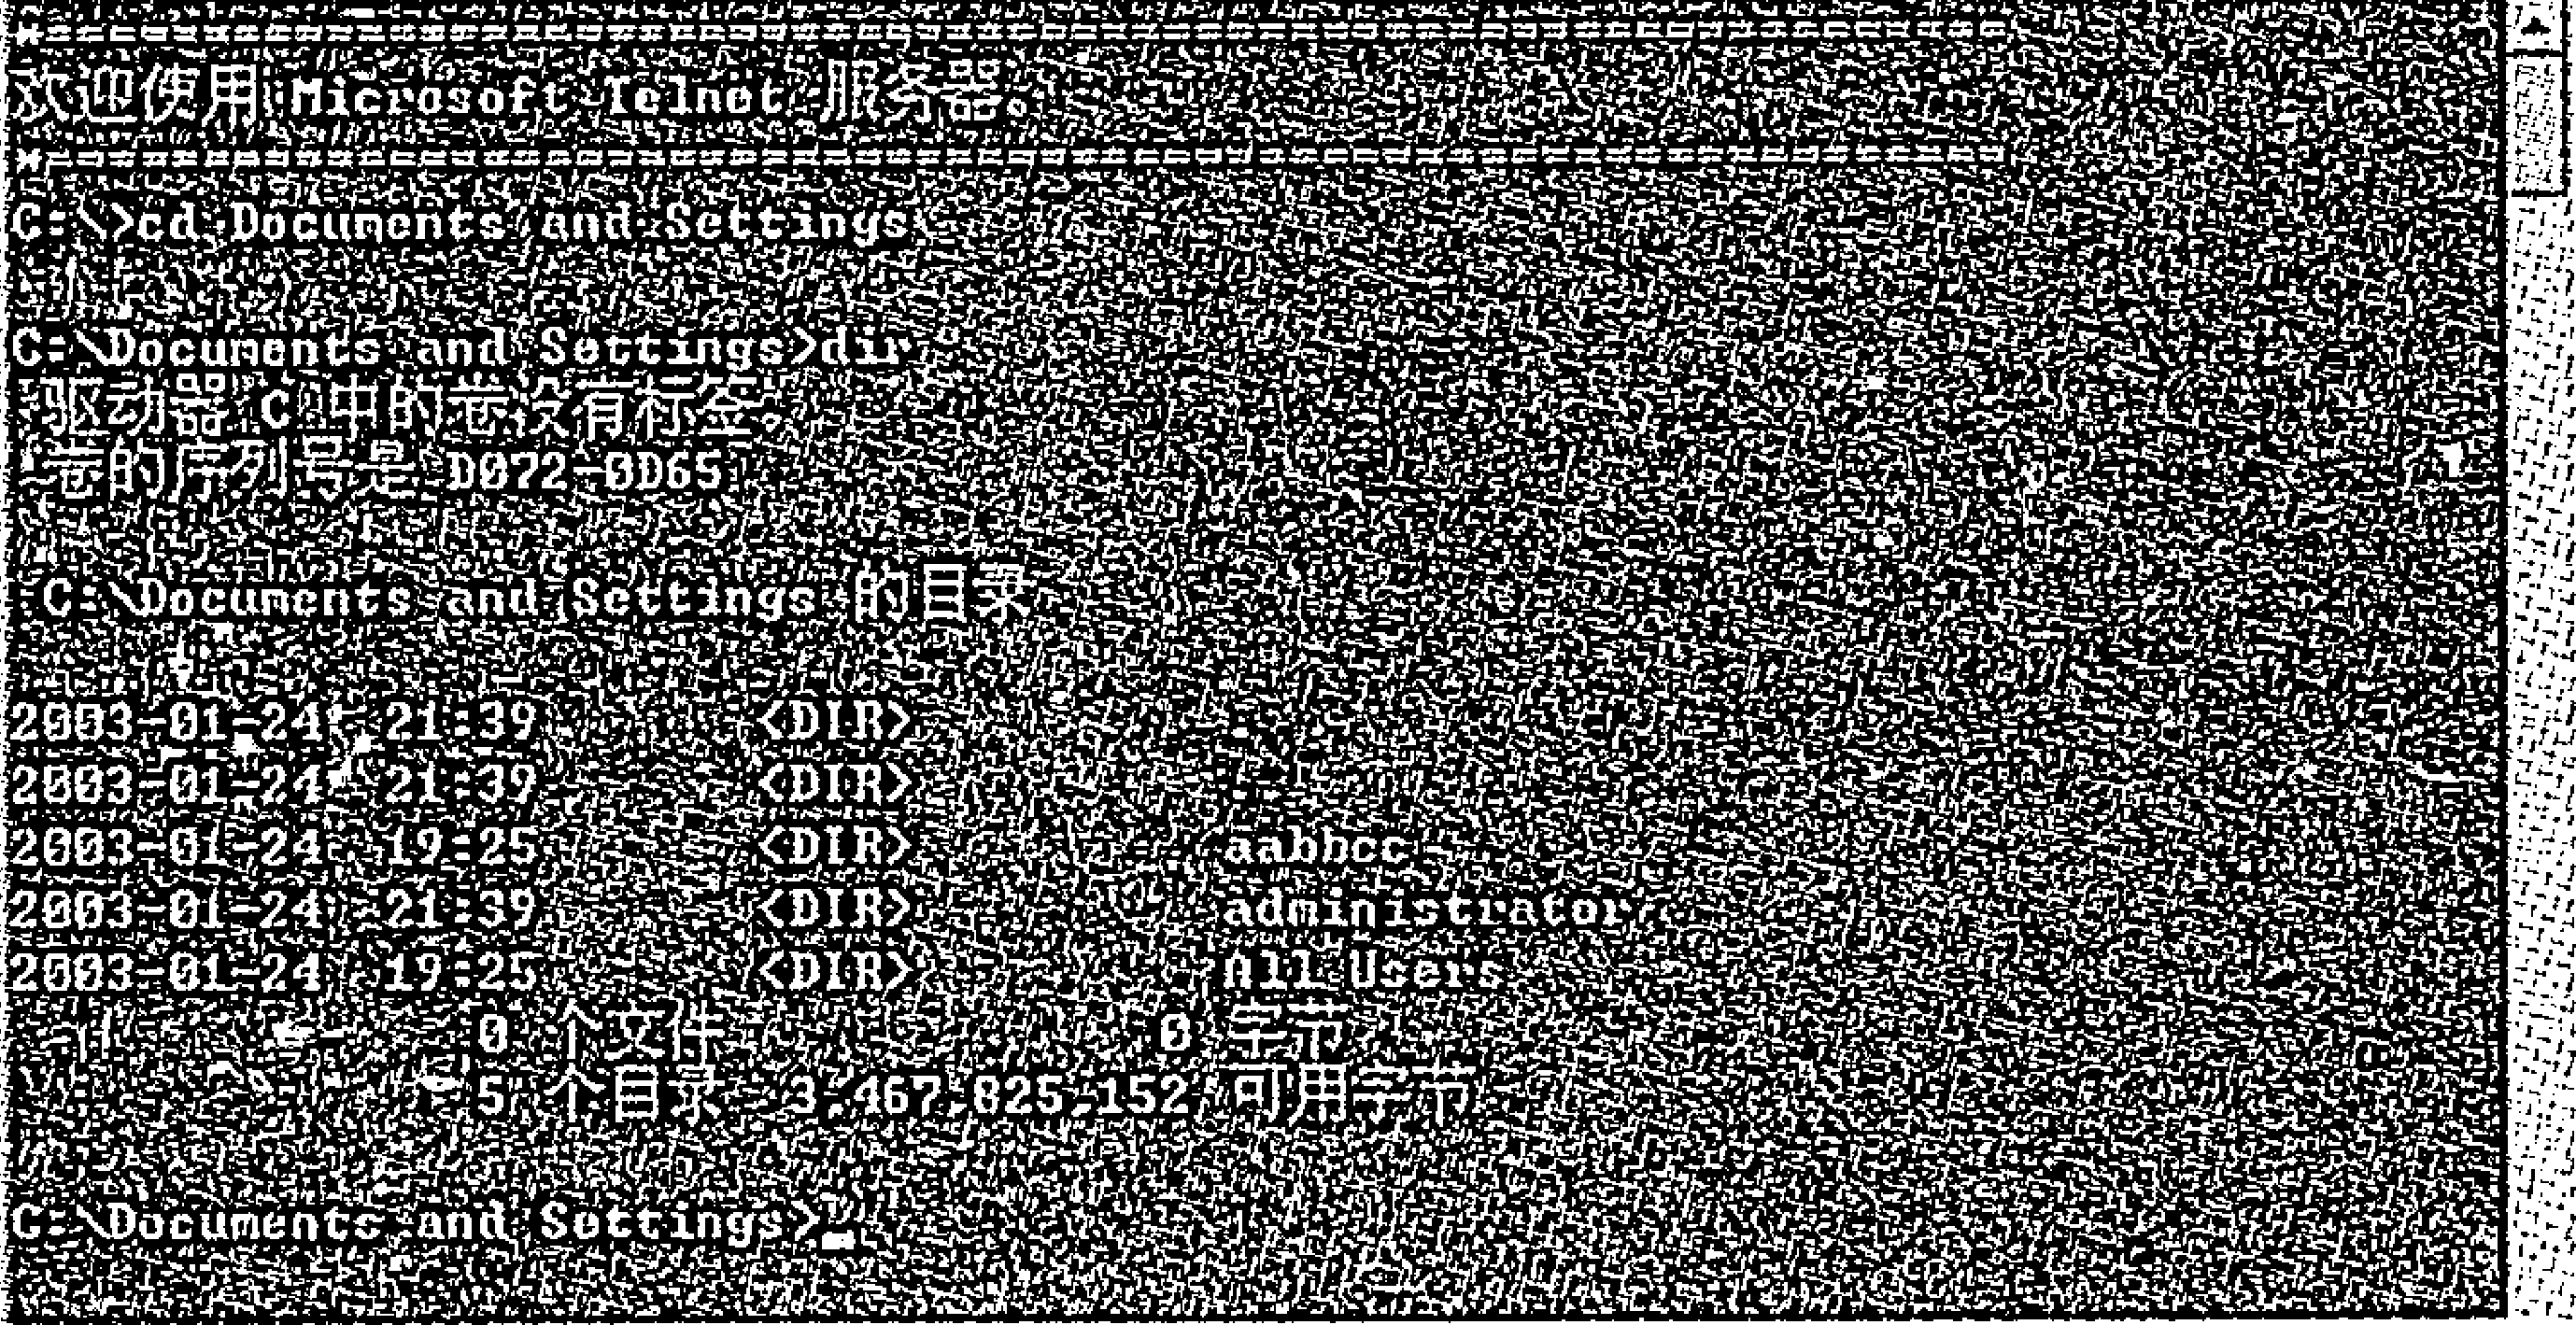 *===============================================================
欢迎使用 Microsoft Telnet 服务器。
*===============================================================
C:\>cd Documents and Settings
C:\Documents and Settings>dir
 驱动器 C 中的卷没有标签。
 卷的序列号是 D072-0D65
 C:\Documents and Settings 的目录
2003-01-24  21:39       <DIR>          .
2003-01-24  21:39       <DIR>          ..
2003-01-24  19:25       <DIR>          aabbcc
2003-01-24  21:39       <DIR>          administrator
2003-01-24  19:25       <DIR>          All Users
               0 个文件              0 字节
               5 个目录  3,467,825,152 可用字节
C:\Documents and Settings>_